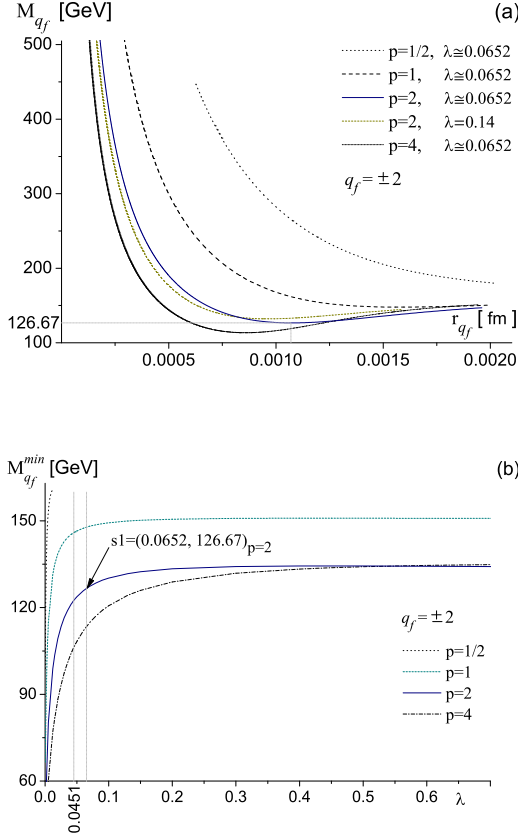 M_{q_f} [GeV]
(a)
500
400
300
200
126.67
100
p=1/2, λ≅0.0652
p=1, λ≅0.0652
p=2, λ≅0.0652
p=2, λ=0.14
p=4, λ≅0.0652
q_f = ±2
r_{q_f} [ fm]
0.0005 0.0010 0.0015 0.0020
M_{q_f}^{min} [GeV]
(b)
150
120
90
60
s1=(0.0652, 126.67)_{p=2}
q_f = ±2
p=1/2
p=1
p=2
p=4
0.0 0.1 0.2 0.3 0.4 0.5 0.6 λ
0.0451